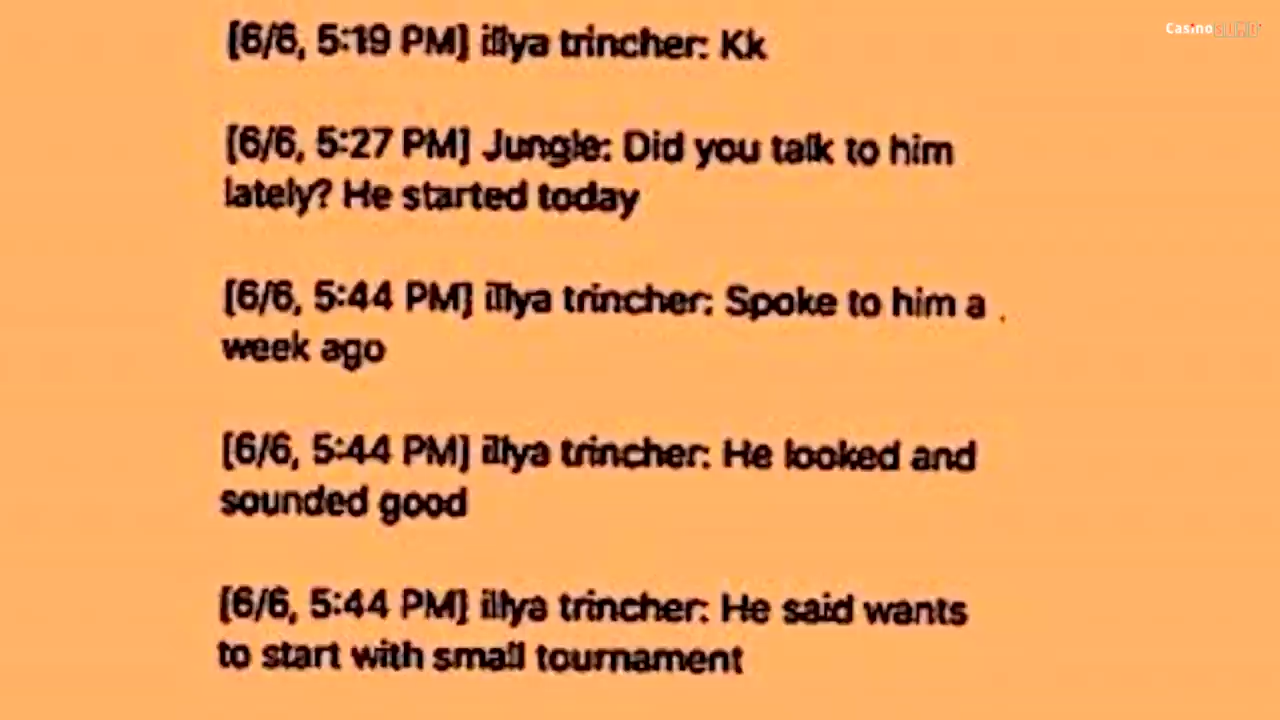 Casino
[6/6, 5:19 PM] illya trincher: Kk
[6/6, 5:27 PM] Jungle: Did you talk to him
lately? He started today
[6/6, 5:44 PM] illya trincher: Spoke to him a
week ago
[6/6, 5:44 PM] illya trincher: He looked and
sounded good
[6/6, 5:44 PM] illya trincher: He said wants
to start with small tournament